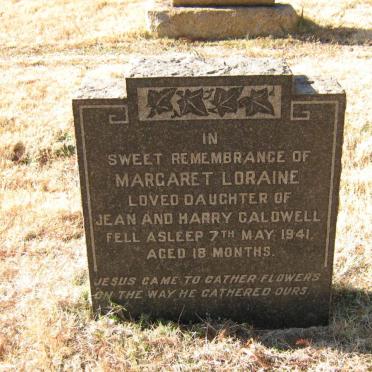 IN
SWEET REMEMBRANCE OF
MARGARET LORAINE
LOVED DAUGHTER OF
JEAN AND HARRY CALDWELL
FELL ASLEEP 7TH MAY, 1941.
AGED 18 MONTHS.
JESUS CAME TO GATHER FLOWERS
ON THE WAY HE GATHERED OURS.